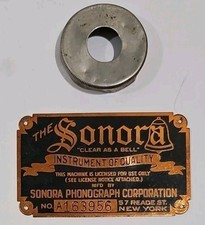 THE Sonora
"CLEAR AS A BELL"
INSTRUMENT OF QUALITY
THIS MACHINE IS LICENSED FOR USE ONLY
(SEE LICENSE NOTICE ATTACHED.)
MFD BY
SONORA PHONOGRAPH CORPORATION
NO. A163956 57 READE ST.
NEW YORK